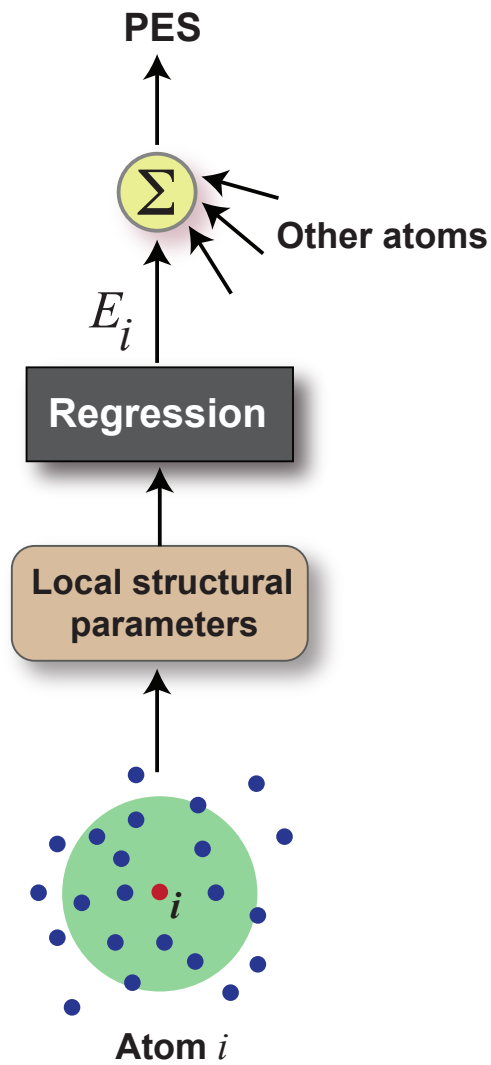 PES
Σ
Other atoms
E_i
Regression
Local structural
parameters
i
Atom i